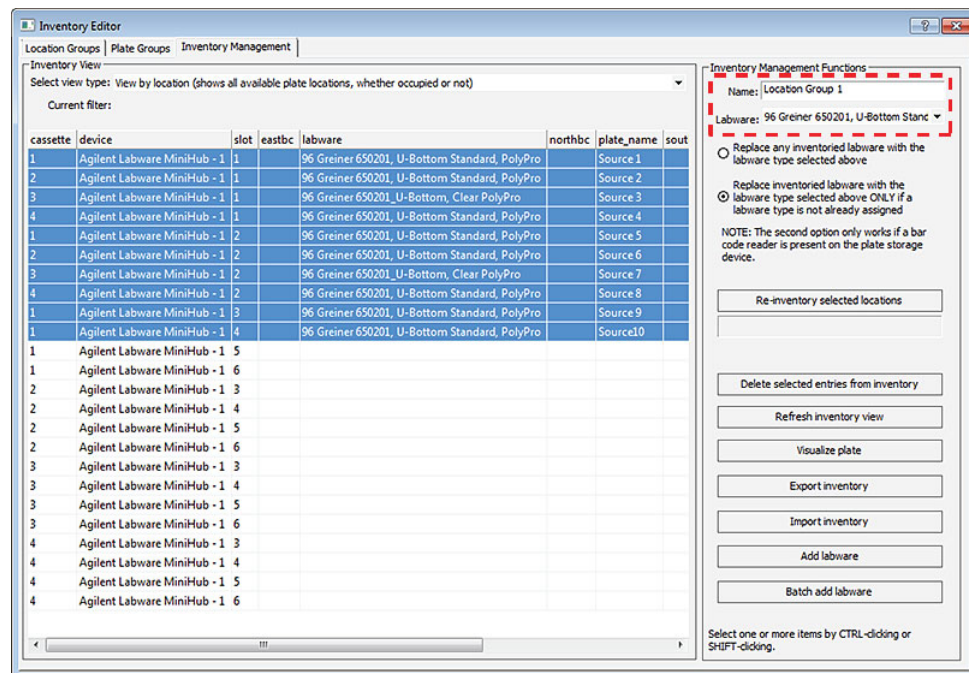 Inventory Editor
Location Groups Plate Groups Inventory Management
Inventory View
Select view type: View by location (shows all available plate locations, whether occupied or not)
Current filter:
cassette device slot eastbc labware northbc plate_name sout
1 Agilent Labware MiniHub - 1 1 96 Greiner 650201, U-Bottom Standard, PolyPro Source 1
2 Agilent Labware MiniHub - 1 1 96 Greiner 650201, U-Bottom Standard, PolyPro Source 2
3 Agilent Labware MiniHub - 1 1 96 Greiner 650201_U-Bottom, Clear PolyPro Source 3
4 Agilent Labware MiniHub - 1 1 96 Greiner 650201, U-Bottom Standard, PolyPro Source 4
1 Agilent Labware MiniHub - 1 2 96 Greiner 650201, U-Bottom Standard, PolyPro Source 5
2 Agilent Labware MiniHub - 1 2 96 Greiner 650201, U-Bottom Standard, PolyPro Source 6
3 Agilent Labware MiniHub - 1 2 96 Greiner 650201_U-Bottom, Clear PolyPro Source 7
4 Agilent Labware MiniHub - 1 2 96 Greiner 650201, U-Bottom Standard, PolyPro Source 8
1 Agilent Labware MiniHub - 1 3 96 Greiner 650201, U-Bottom Standard, PolyPro Source 9
1 Agilent Labware MiniHub - 1 4 96 Greiner 650201, U-Bottom Standard, PolyPro Source10
1 Agilent Labware MiniHub - 1 5
1 Agilent Labware MiniHub - 1 6
2 Agilent Labware MiniHub - 1 3
2 Agilent Labware MiniHub - 1 4
2 Agilent Labware MiniHub - 1 5
2 Agilent Labware MiniHub - 1 6
3 Agilent Labware MiniHub - 1 3
3 Agilent Labware MiniHub - 1 4
3 Agilent Labware MiniHub - 1 5
3 Agilent Labware MiniHub - 1 6
4 Agilent Labware MiniHub - 1 3
4 Agilent Labware MiniHub - 1 4
4 Agilent Labware MiniHub - 1 5
4 Agilent Labware MiniHub - 1 6
Inventory Management Functions
Name: Location Group 1
Labware: 96 Greiner 650201, U-Bottom Stanc
Replace any inventoried labware with the
labware type selected above
Replace inventoried labware with the
labware type selected above ONLY if a
labware type is not already assigned
NOTE: The second option only works if a bar
code reader is present on the plate storage
device.
Re-inventory selected locations
Delete selected entries from inventory
Refresh inventory view
Visualize plate
Export inventory
Import inventory
Add labware
Batch add labware
Select one or more items by CTRL-clicking or
SHIFT-clicking.